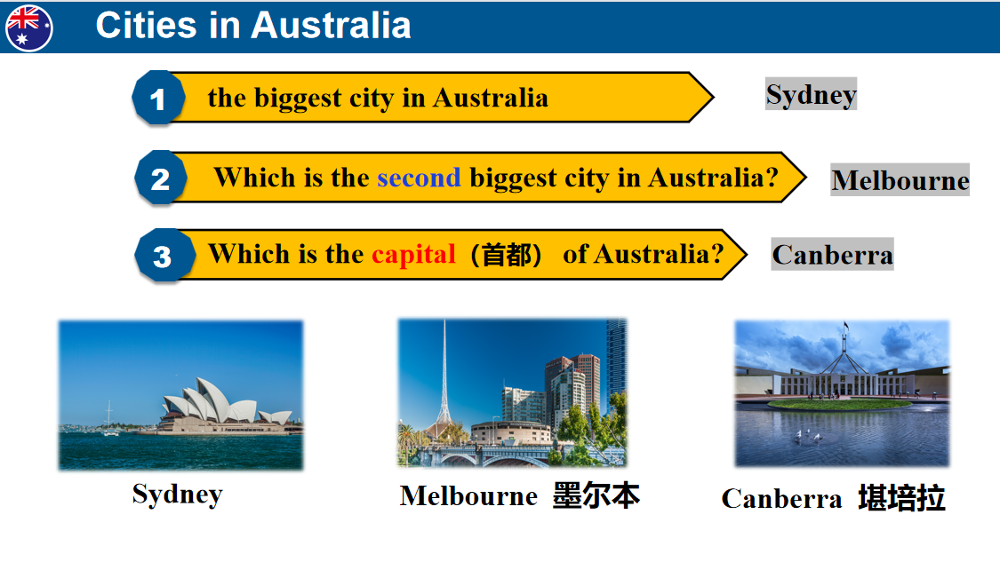 Cities in Australia
1 the biggest city in Australia Sydney
2 Which is the second biggest city in Australia? Melbourne
3 Which is the capital（首都） of Australia? Canberra
Sydney
Melbourne 墨尔本
Canberra 堪培拉